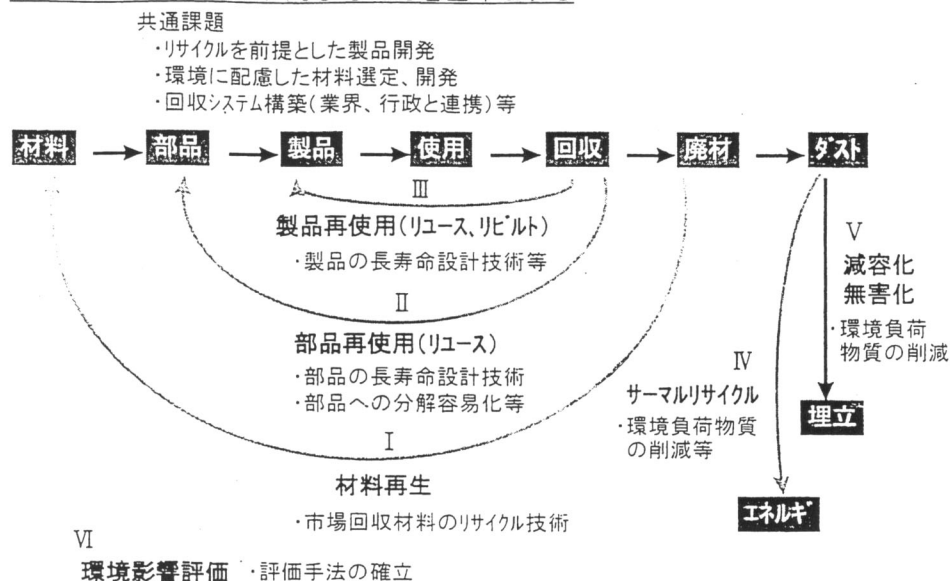 共通課題
・リサイクルを前提とした製品開発
・環境に配慮した材料選定、開発
・回収システム構築(業界、行政と連携)等
材料 部品 製品 使用 回収 廃材 ダスト
Ⅲ
製品再使用(リユース、リビルト)
・製品の長寿命設計技術等
Ⅱ
部品再使用(リユース)
・部品の長寿命設計技術
・部品への分解容易化等
Ⅰ
材料再生
・市場回収材料のリサイクル技術
Ⅳ
サーマルリサイクル
・環境負荷物質
の削減等
エネルギ
Ⅴ
減容化
無害化
・環境負荷
物質の削減
埋立
Ⅵ
環境影響評価 ・評価手法の確立